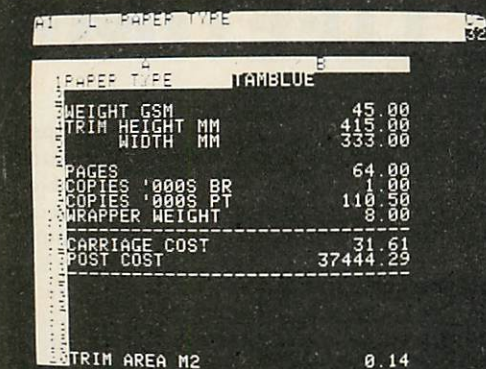 A1 L PAPER TYPE
32
A B
PAPER TYPE TAMBLUE
WEIGHT GSM 45.00
TRIM HEIGHT MM 415.00
WIDTH MM 333.00
PAGES 64.00
COPIES '000S BR 1.00
COPIES '000S PT 110.50
WRAPPER WEIGHT 8.00
CARRIAGE COST 31.61
POST COST 37444.29
TRIM AREA M2 0.14